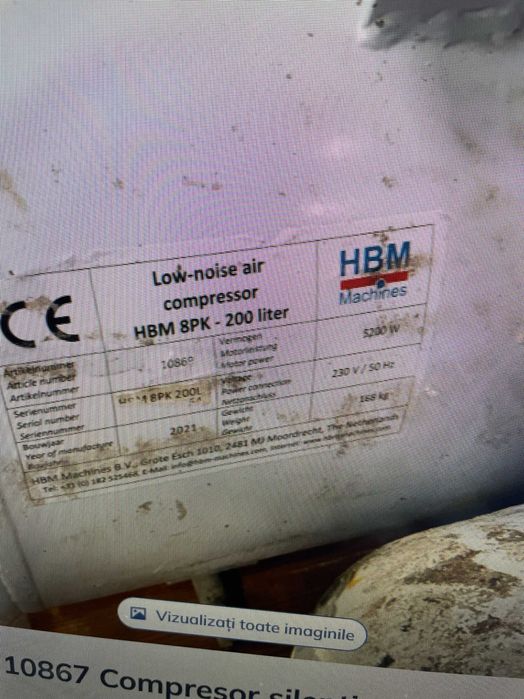 CE
Low-noise air
compressor
HBM 8PK - 200 liter
HBM
Machines
Artikelnummer
Article number
Artikelnummer
Serienummer
Serial number
Seriennummer
8PK 200L
Bouwjaar
Year of manufacture
Baujahr
2021
Vermogen
Motorleistung
Motor power
5200 W
Voltage
Power connection
Netzanschluss
230 V / 50 Hz
Gewicht
Weight
Gewicht
168 kg
HBM Machines B.V., Grote Esch 1010, 2481 MJ Moordrecht, The Netherlands
Vizualizați toate imaginile
10867 Compresor